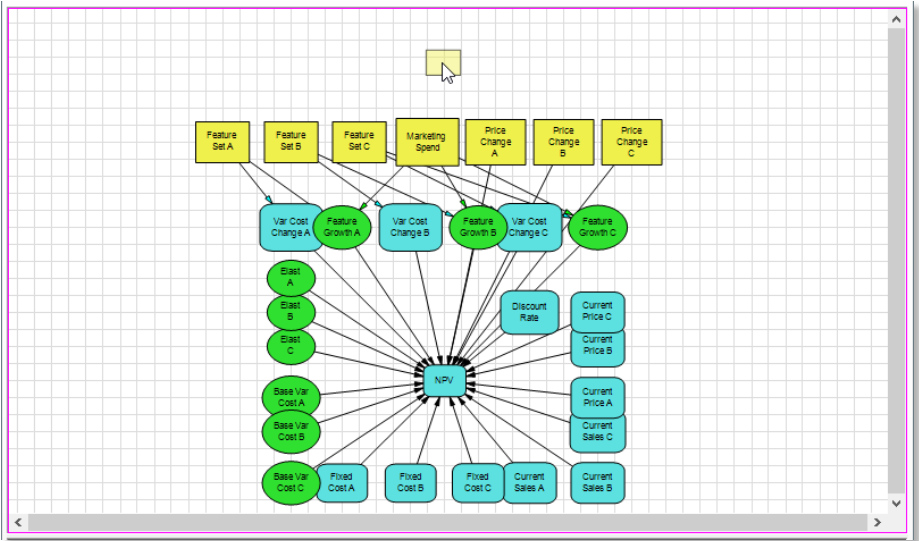 Feature
Set A
Feature
Set B
Feature
Set C
Marketing
Spend
Price
Change
A
Price
Change
B
Price
Change
C
Var Cost
Change A
Feature
Growth A
Var Cost
Change B
Feature
Growth B
Var Cost
Change C
Feature
Growth C
Elast
A
Elast
B
Elast
C
Discount
Rate
Current
Price C
Current
Price B
NPV
Base Var
Cost A
Base Var
Cost B
Current
Price A
Current
Sales C
Base Var
Cost C
Fixed
Cost A
Fixed
Cost B
Fixed
Cost C
Current
Sales A
Current
Sales B